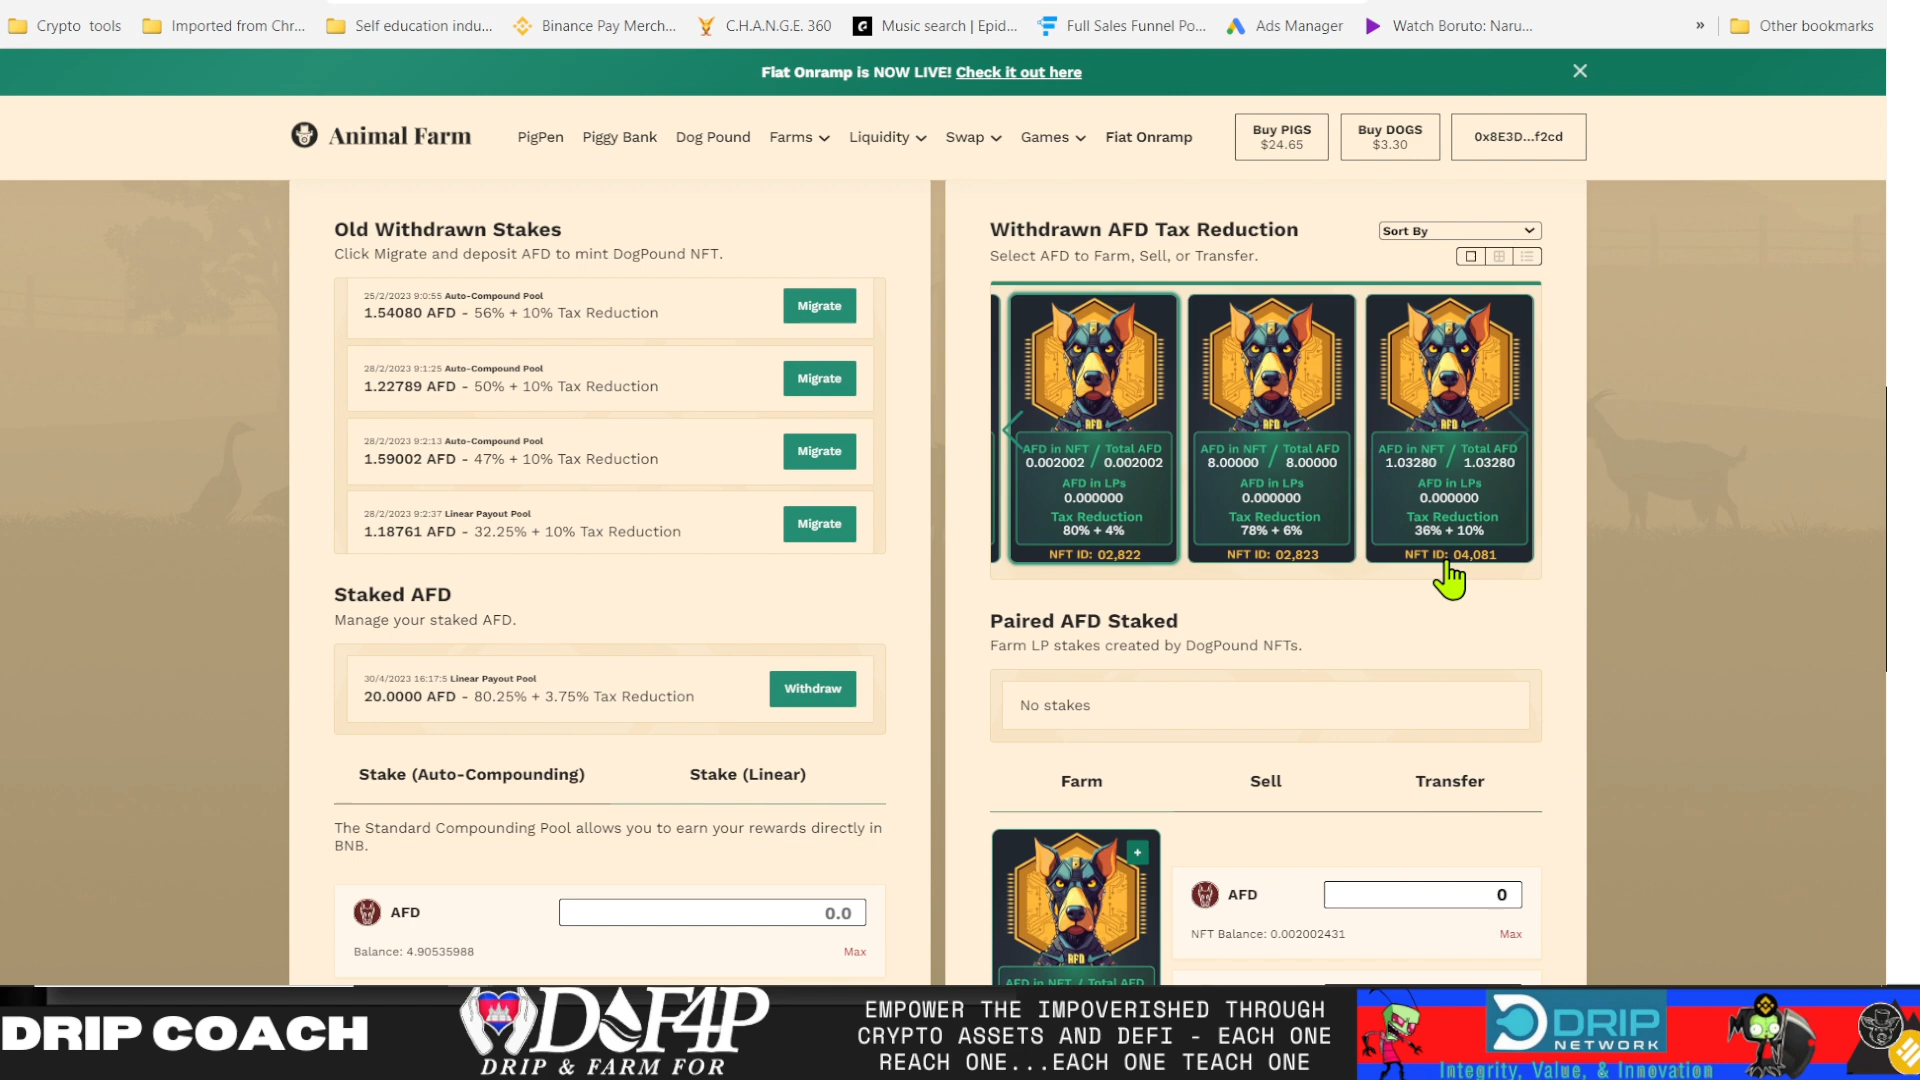 Crypto tools
Imported from Chr...
Self education indu...
Binance Pay Merch...
C.H.A.N.G.E. 360
Music search | Epid...
Full Sales Funnel Po...
Ads Manager
Watch Boruto: Naru...
»
Other bookmarks
Fiat Onramp is NOW LIVE! Check it out here
Animal Farm
PigPen
Piggy Bank
Dog Pound
Farms
Liquidity
Swap
Games
Fiat Onramp
Buy PIGS
$24.65
Buy DOGS
$3.30
0x8E3D...f2cd
Old Withdrawn Stakes
Click Migrate and deposit AFD to mint DogPound NFT.
25/2/2023 9:0:55 Auto-Compound Pool
1.54080 AFD - 56% + 10% Tax Reduction
Migrate
28/2/2023 9:1:25 Auto-Compound Pool
1.22789 AFD - 50% + 10% Tax Reduction
Migrate
28/2/2023 9:2:13 Auto-Compound Pool
1.59002 AFD - 47% + 10% Tax Reduction
Migrate
28/2/2023 9:2:37 Linear Payout Pool
1.18761 AFD - 32.25% + 10% Tax Reduction
Migrate
Staked AFD
Manage your staked AFD.
30/4/2023 16:17:5 Linear Payout Pool
20.0000 AFD - 80.25% + 3.75% Tax Reduction
Withdraw
Stake (Auto-Compounding)
Stake (Linear)
The Standard Compounding Pool allows you to earn your rewards directly in
BNB.
AFD
0.0
Balance: 4.90535988
Max
Withdrawn AFD Tax Reduction
Sort By
Select AFD to Farm, Sell, or Transfer.
AFD
AFD in NFT / Total AFD
0.002002 / 0.002002
AFD in LPs
0.000000
Tax Reduction
80% + 4%
NFT ID: 02,822
AFD
AFD in NFT / Total AFD
8.00000 / 8.00000
AFD in LPs
0.000000
Tax Reduction
78% + 6%
NFT ID: 02,823
AFD
AFD in NFT / Total AFD
1.03280 / 1.03280
AFD in LPs
0.000000
Tax Reduction
36% + 10%
NFT ID: 04,081
Paired AFD Staked
Farm LP stakes created by DogPound NFTs.
No stakes
Farm
Sell
Transfer
+
AFD
AFD in NFT / Total AFD
AFD
0
NFT Balance: 0.002002431
Max
DRIP COACH
DAF4P
DRIP & FARM FOR
EMPOWER THE IMPOVERISHED THROUGH
CRYPTO ASSETS AND DEFI - EACH ONE
REACH ONE...EACH ONE TEACH ONE
DRIP
NETWORK
Integrity, Value, & Innovation